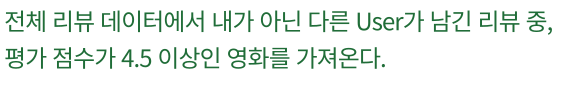 전체 리뷰 데이터에서 내가 아닌 다른 User가 남긴 리뷰 중,
평가 점수가 4.5 이상인 영화를 가져온다.